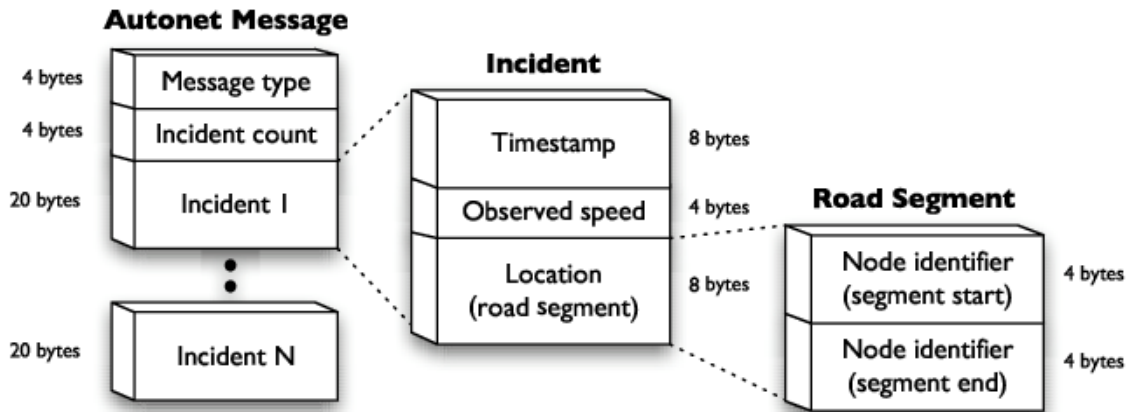 Autonet Message
4 bytes
Message type
4 bytes
Incident count
20 bytes
Incident 1
20 bytes
Incident N
Incident
Timestamp
8 bytes
Observed speed
4 bytes
Location
(road segment)
8 bytes
Road Segment
Node identifier
(segment start)
4 bytes
Node identifier
(segment end)
4 bytes